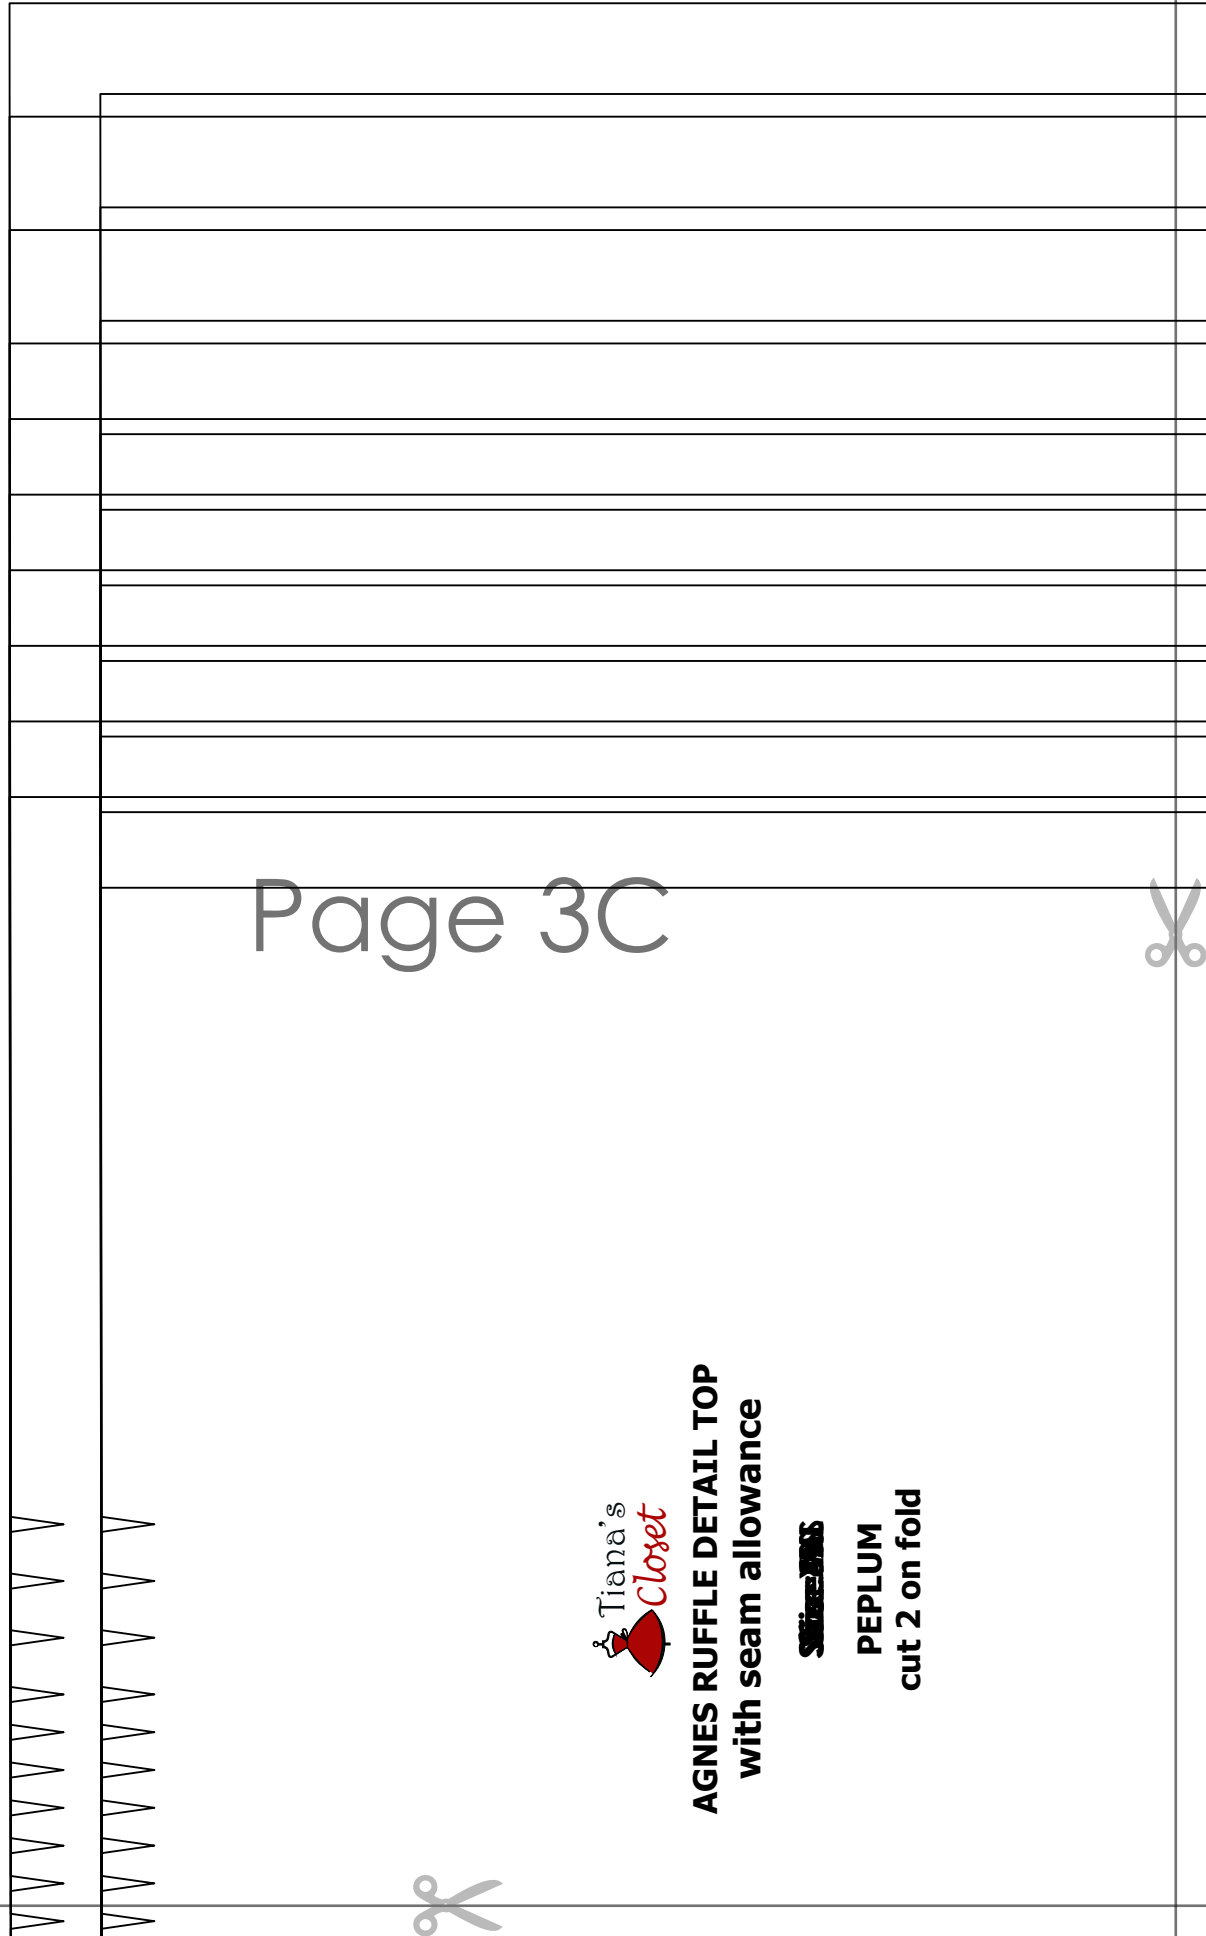 Page 3C
Tiana's
Closet
AGNES RUFFLE DETAIL TOP
with seam allowance
PEPLUM
cut 2 on fold